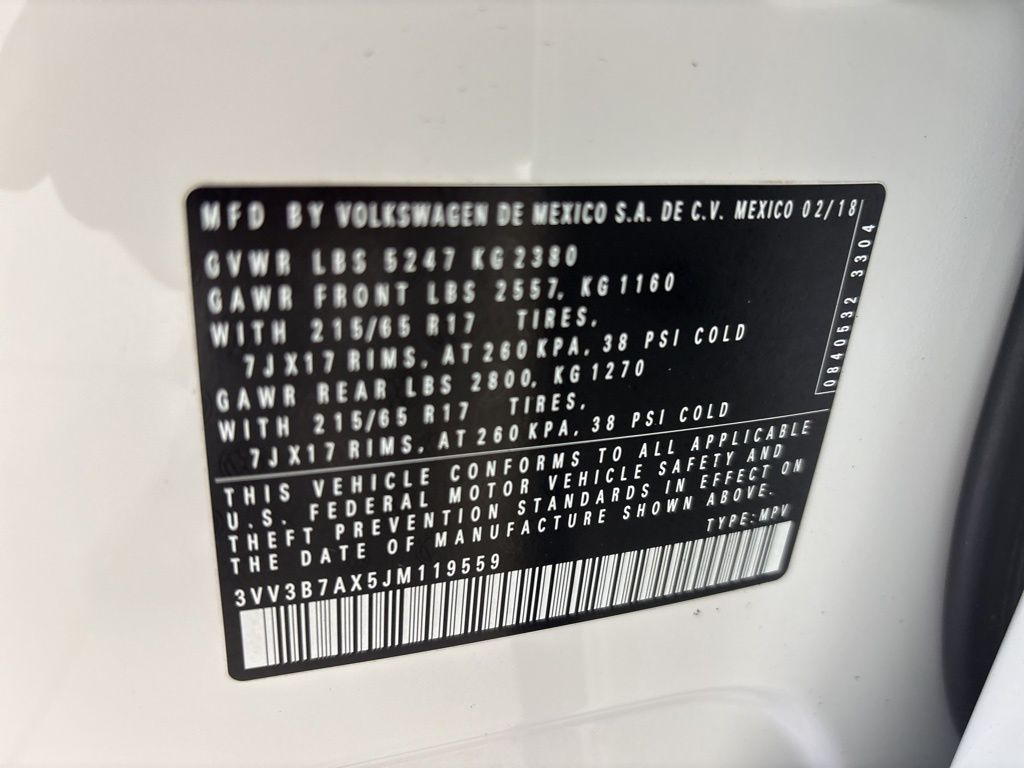 MFD BY VOLKSWAGEN DE MEXICO S.A. DE C.V. MEXICO 02/18
GVWR LBS 5247 KG 2380
GAWR FRONT LBS 2557, KG 1160
WITH 215/65 R17 TIRES,
7JX17 RIMS, AT 260 KPA, 38 PSI COLD
GAWR REAR LBS 2800, KG 1270
WITH 215/65 R17 TIRES,
7JX17 RIMS, AT 260 KPA, 38 PSI COLD
0840532 3304
THIS VEHICLE CONFORMS TO ALL APPLICABLE
U.S. FEDERAL MOTOR VEHICLE SAFETY AND
THEFT PREVENTION STANDARDS IN EFFECT ON
THE DATE OF MANUFACTURE SHOWN ABOVE.
TYPE: MPV
3VV3B7AX5JM119559